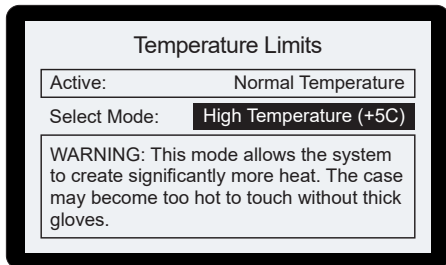 Temperature Limits
Active: Normal Temperature
Select Mode: High Temperature (+5C)
WARNING: This mode allows the system
to create significantly more heat. The case
may become too hot to touch without thick
gloves.